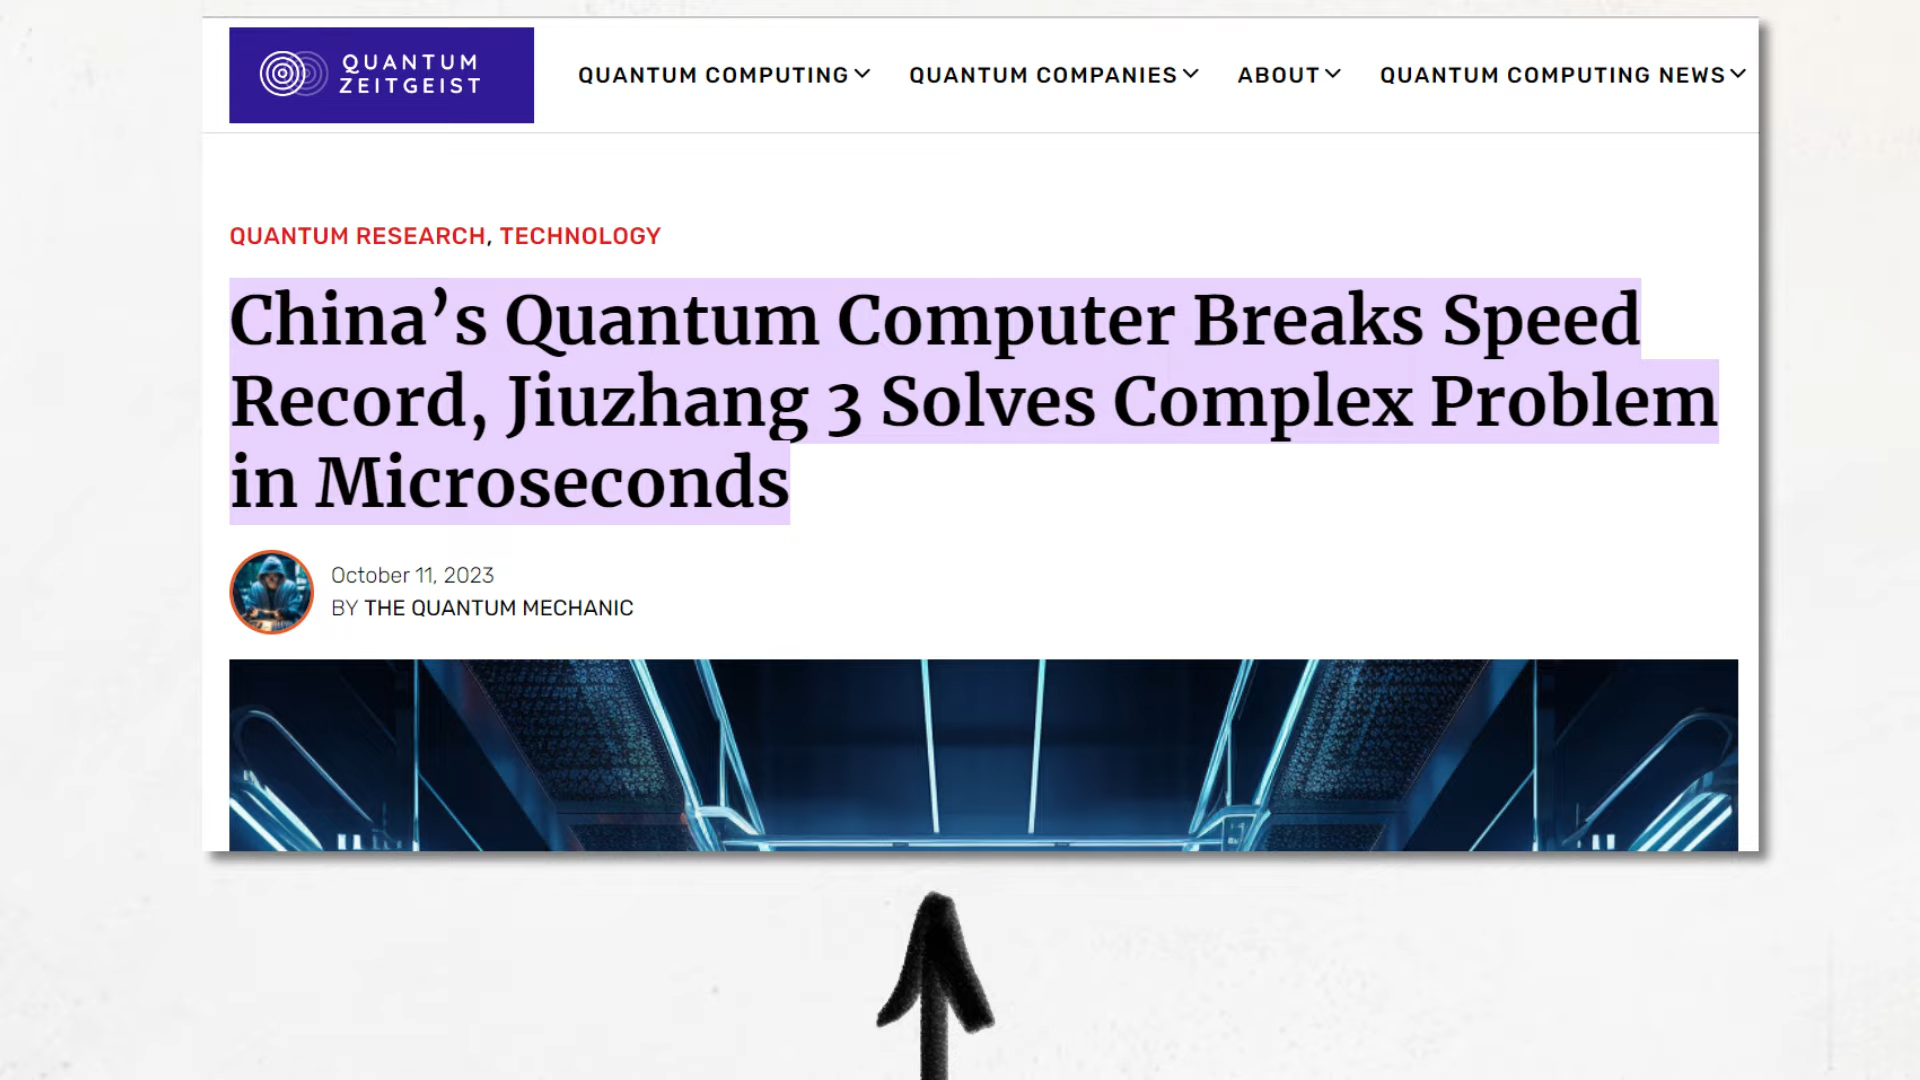 QUANTUM
ZEITGEIST
QUANTUM COMPUTING
QUANTUM COMPANIES
ABOUT
QUANTUM COMPUTING NEWS
QUANTUM RESEARCH, TECHNOLOGY
China’s Quantum Computer Breaks Speed
Record, Jiuzhang 3 Solves Complex Problem
in Microseconds
October 11, 2023
BY THE QUANTUM MECHANIC